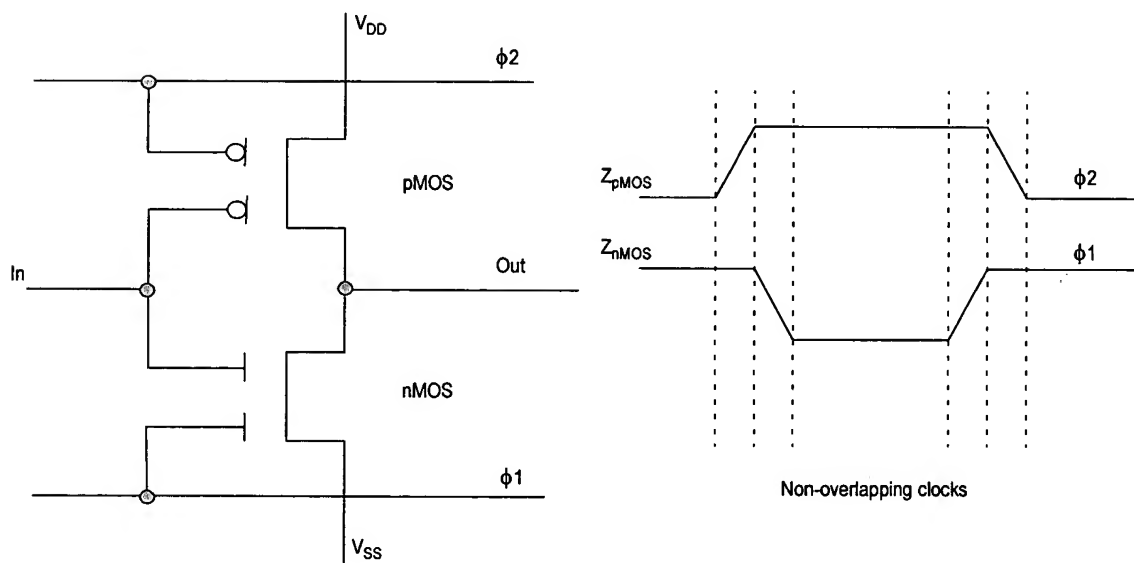 V_DD
ϕ2
pMOS
In
Out
nMOS
ϕ1
V_SS
Z_pMOS
ϕ2
Z_nMOS
ϕ1
Non-overlapping clocks